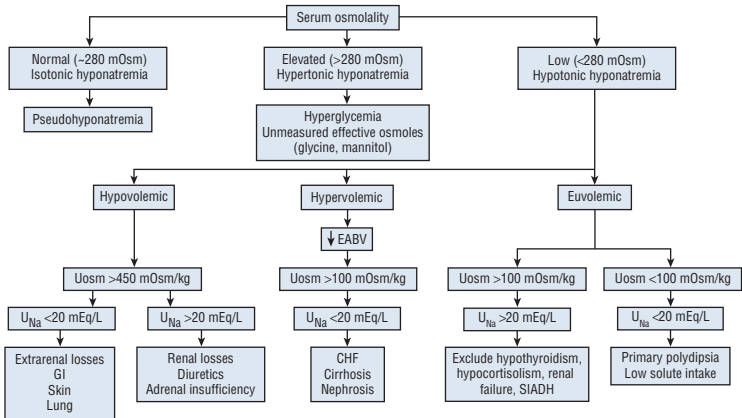 Serum osmolality
Normal (~280 mOsm)
Isotonic hyponatremia
Elevated (>280 mOsm)
Hypertonic hyponatremia
Low (<280 mOsm)
Hypotonic hyponatremia
Pseudohyponatremia
Hyperglycemia
Unmeasured effective osmoles
(glycine, mannitol)
Hypovolemic
Hypervolemic
Euvolemic
↓ EABV
Uosm >450 mOsm/kg
Uosm >100 mOsm/kg
Uosm >100 mOsm/kg
Uosm <100 mOsm/kg
UNa <20 mEq/L
UNa >20 mEq/L
UNa <20 mEq/L
UNa >20 mEq/L
UNa <20 mEq/L
Extrarenal losses
GI
Skin
Lung
Renal losses
Diuretics
Adrenal insufficiency
CHF
Cirrhosis
Nephrosis
Exclude hypothyroidism,
hypocortisolism, renal
failure, SIADH
Primary polydipsia
Low solute intake